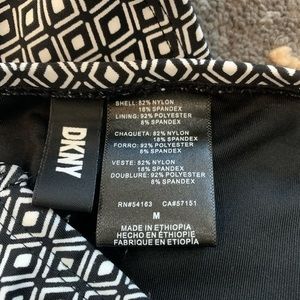 DKNY
SHELL: 82% NYLON
18% SPANDEX
LINING: 92% POLYESTER
8% SPANDEX
CHAQUETA: 82% NYLON
18% SPANDEX
FORRO: 92% POLYESTER
8% SPANDEX
VESTE: 82% NYLON
18% SPANDEX
DOUBLURE: 92% POLYESTER
8% SPANDEX
RN#54163 CA#57151
M
MADE IN ETHIOPIA
HECHO EN ÉTHIOPIE
FABRIQUE EN ETIOPÍA